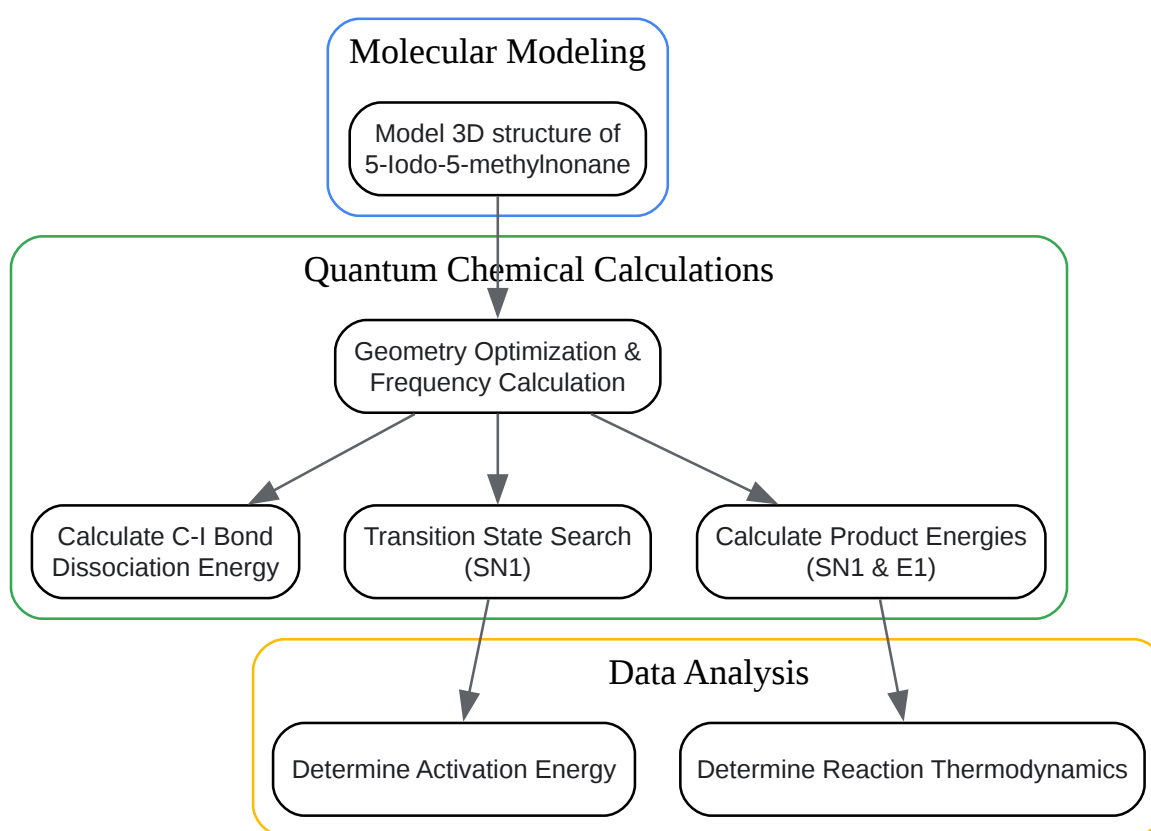 Molecular Modeling
Model 3D structure of
5-Iodo-5-methylnonane
Quantum Chemical Calculations
Geometry Optimization &
Frequency Calculation
Calculate C-I Bond
Dissociation Energy
Transition State Search
(SN1)
Calculate Product Energies
(SN1 & E1)
Data Analysis
Determine Activation Energy
Determine Reaction Thermodynamics